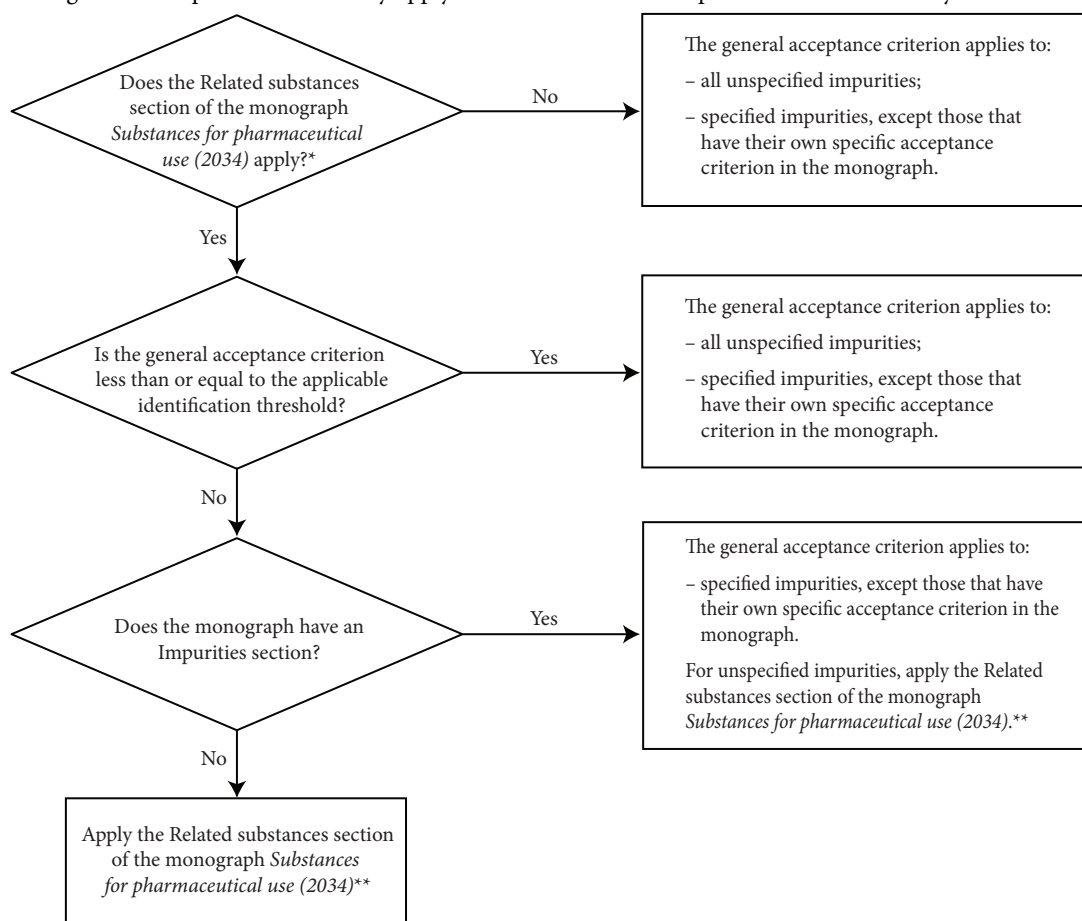 apply
Does the Related substances
section of the monograph
Substances for pharmaceutical
use (2034) apply?*
No
The general acceptance criterion applies to:
– all unspecified impurities;
– specified impurities, except those that
have their own specific acceptance
criterion in the monograph.
Yes
Is the general acceptance criterion
less than or equal to the applicable
identification threshold?
Yes
The general acceptance criterion applies to:
– all unspecified impurities;
– specified impurities, except those that
have their own specific acceptance
criterion in the monograph.
No
Does the monograph have an
Impurities section?
Yes
The general acceptance criterion applies to:
– specified impurities, except those that have
their own specific acceptance criterion in the
monograph.
For unspecified impurities, apply the Related
substances section of the monograph
Substances for pharmaceutical use (2034).**
No
Apply the Related substances section
of the monograph Substances
for pharmaceutical use (2034)**